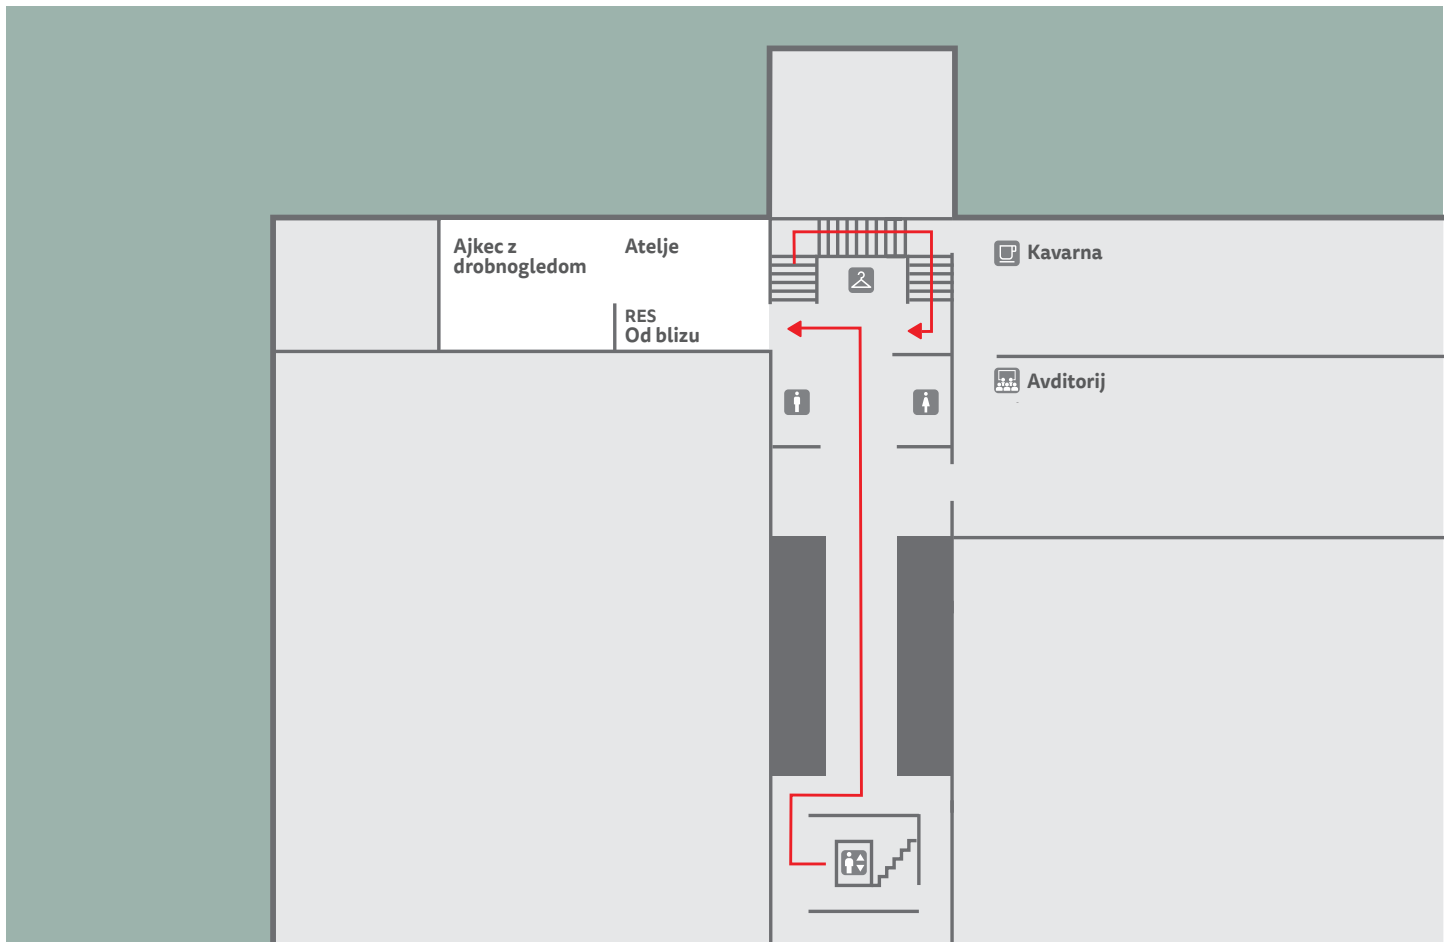 Ajkec z
drobnogledom
Atelje
RES
Od blizu
Kavarna
Avditorij